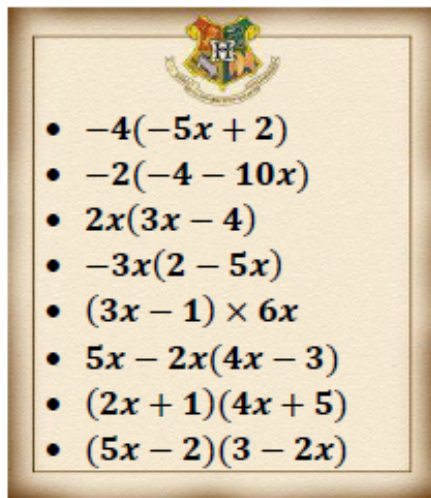 H
• −4(−5x + 2)
• −2(−4 − 10x)
• 2x(3x − 4)
• −3x(2 − 5x)
• (3x − 1) × 6x
• 5x − 2x(4x − 3)
• (2x + 1)(4x + 5)
• (5x − 2)(3 − 2x)